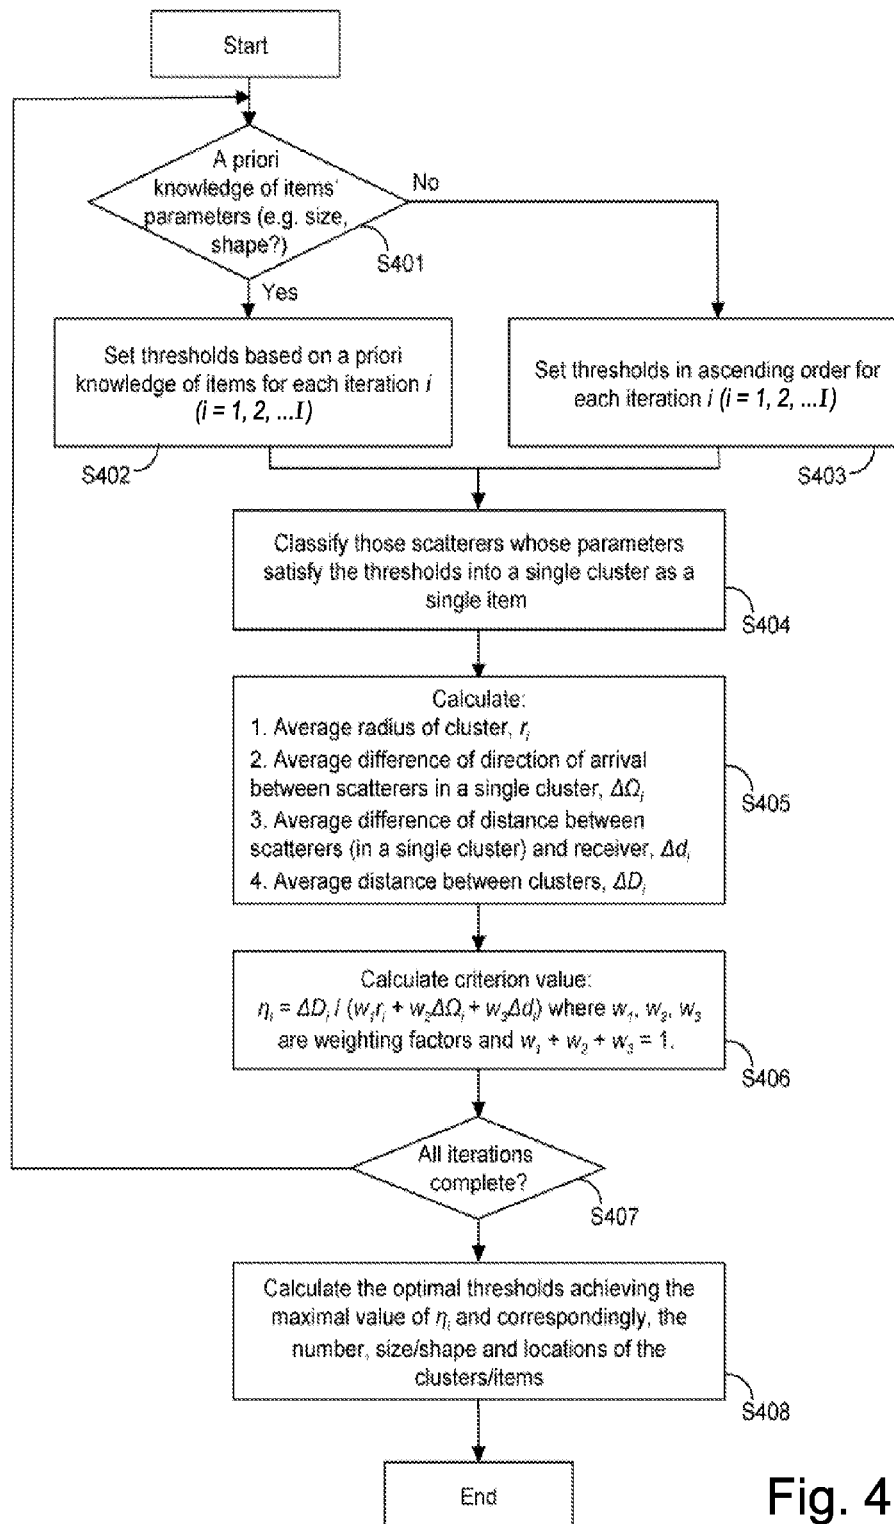 Start
A priori
knowledge of items'
parameters (e.g. size,
shape?)
No
S401
Yes
Set thresholds based on a priori
knowledge of items for each iteration i
(i = 1, 2, ...I)
S402
Set thresholds in ascending order for
each iteration i (i = 1, 2, ...I)
S403
Classify those scatterers whose parameters
satisfy the thresholds into a single cluster as a
single item
S404
Calculate:
1. Average radius of cluster, rᵢ
2. Average difference of direction of arrival
between scatterers in a single cluster, ΔΩᵢ
3. Average difference of distance between
scatterers (in a single cluster) and receiver, Δdᵢ
4. Average distance between clusters, ΔDᵢ
S405
Calculate criterion value:
ηᵢ = ΔDᵢ / (w₁rᵢ + w₂ΔΩᵢ + w₃Δdᵢ) where w₁, w₂, w₃
are weighting factors and w₁ + w₂ + w₃ = 1.
S406
All iterations
complete?
S407
Calculate the optimal thresholds achieving the
maximal value of ηᵢ and correspondingly, the
number, size/shape and locations of the
clusters/items
S408
End
Fig. 4